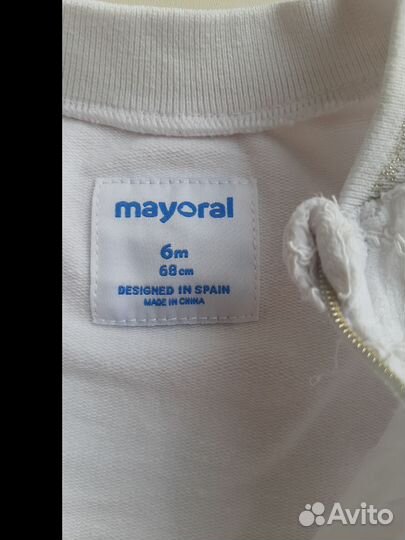 mayoral
6m
68cm
DESIGNED IN SPAIN
MADE IN CHINA
Avito